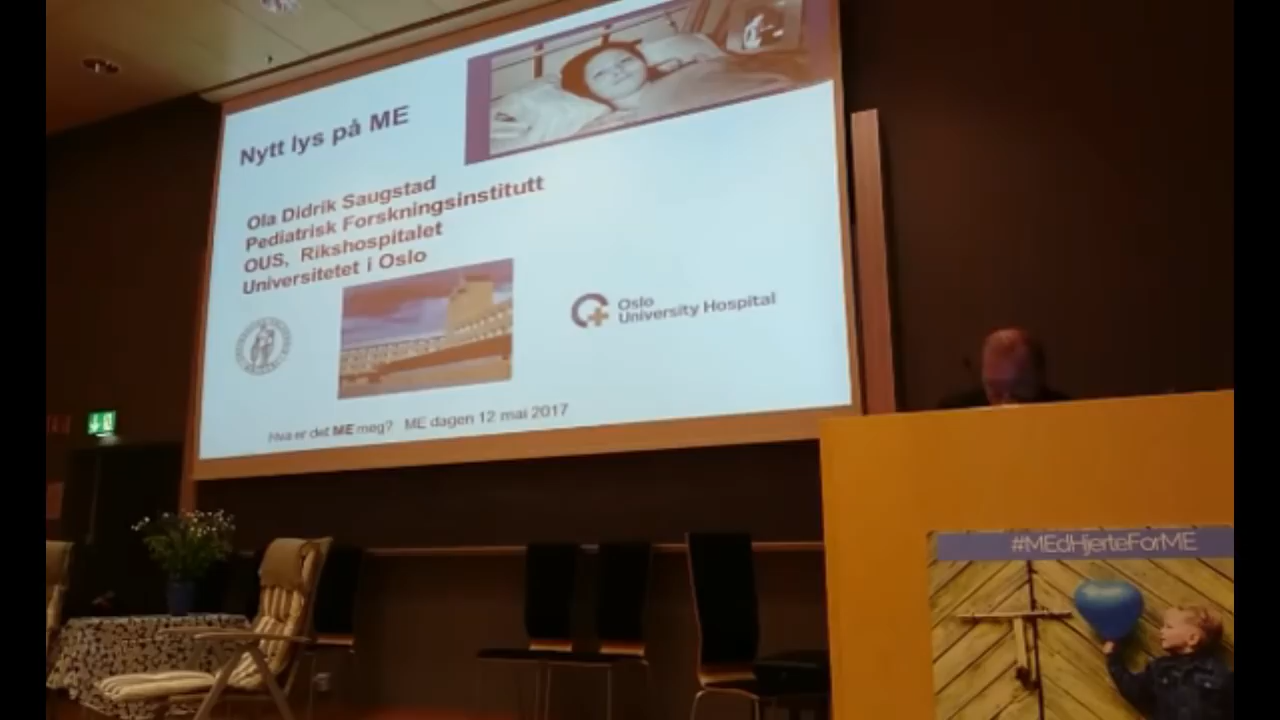 Nytt lys på ME
Ola Didrik Saugstad
Pediatrisk Forskningsinstitutt
OUS, Rikshospitalet
Universitetet i Oslo
Oslo
University Hospital
Hva er det ME meg? ME dagen 12 mai 2017
#MEdHjerteForME